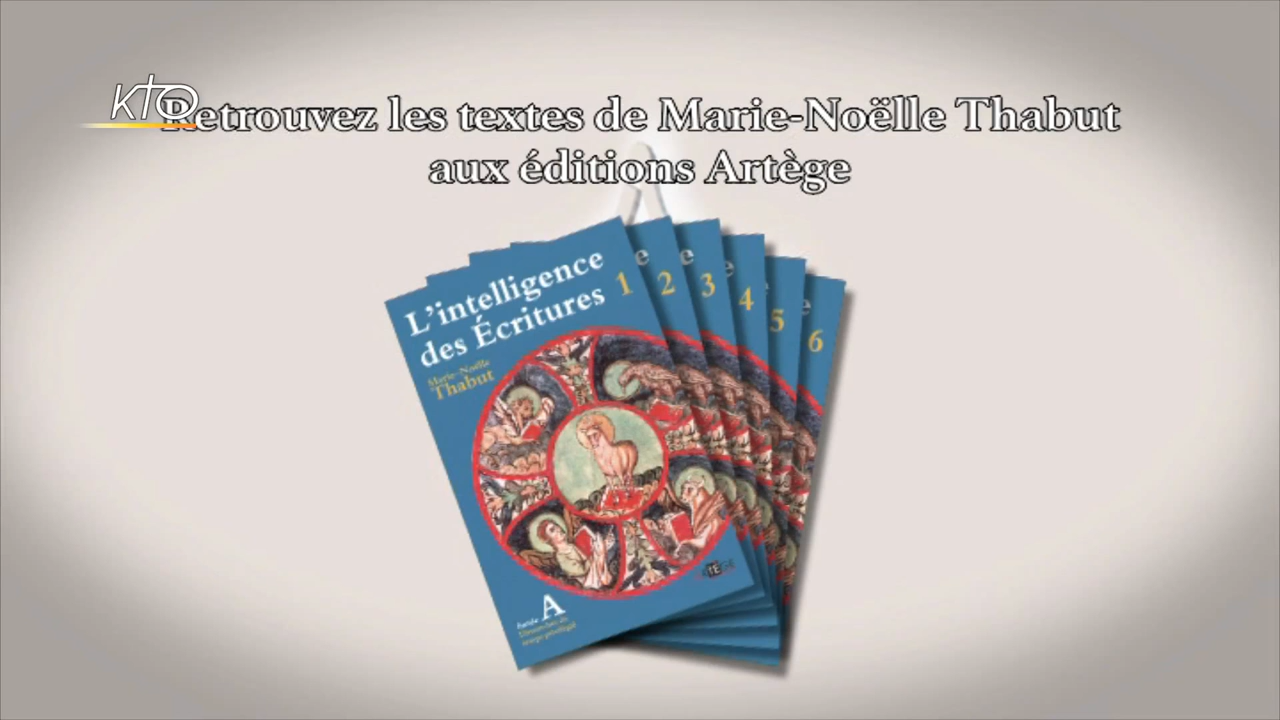 KTO
Retrouvez les textes de Marie-Noëlle Thabut
aux éditions Artège
L'intelligence
des Écritures
1
Marie-Noëlle
Thabut
Année A
e 2
e 3
e 4
e 5
e 6